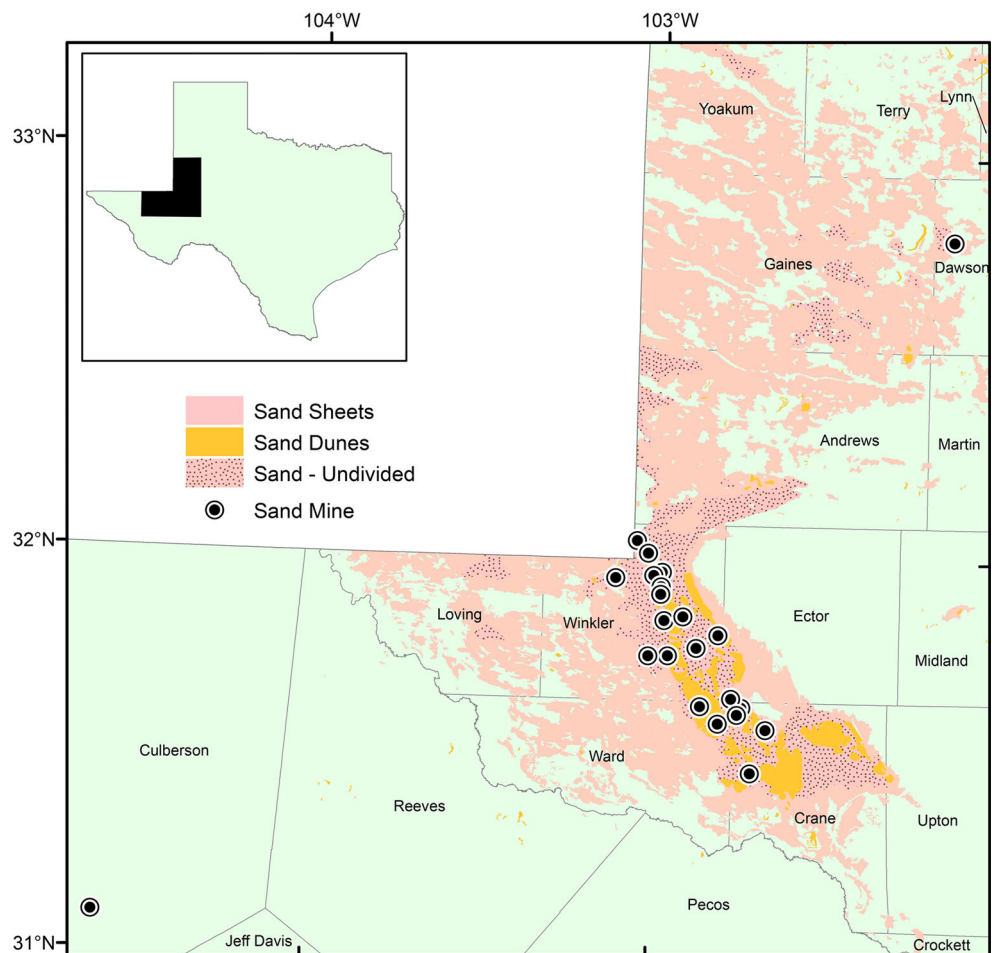 104°W
103°W
33°N
Yoakum
Terry
Lynn
Gaines
Dawson
Sand Sheets
Sand Dunes
Sand - Undivided
Sand Mine
Andrews
Martin
32°N
Loving
Winkler
Ector
Midland
Culberson
Ward
Reeves
Crane
Upton
Pecos
31°N
Jeff Davis
Crockett